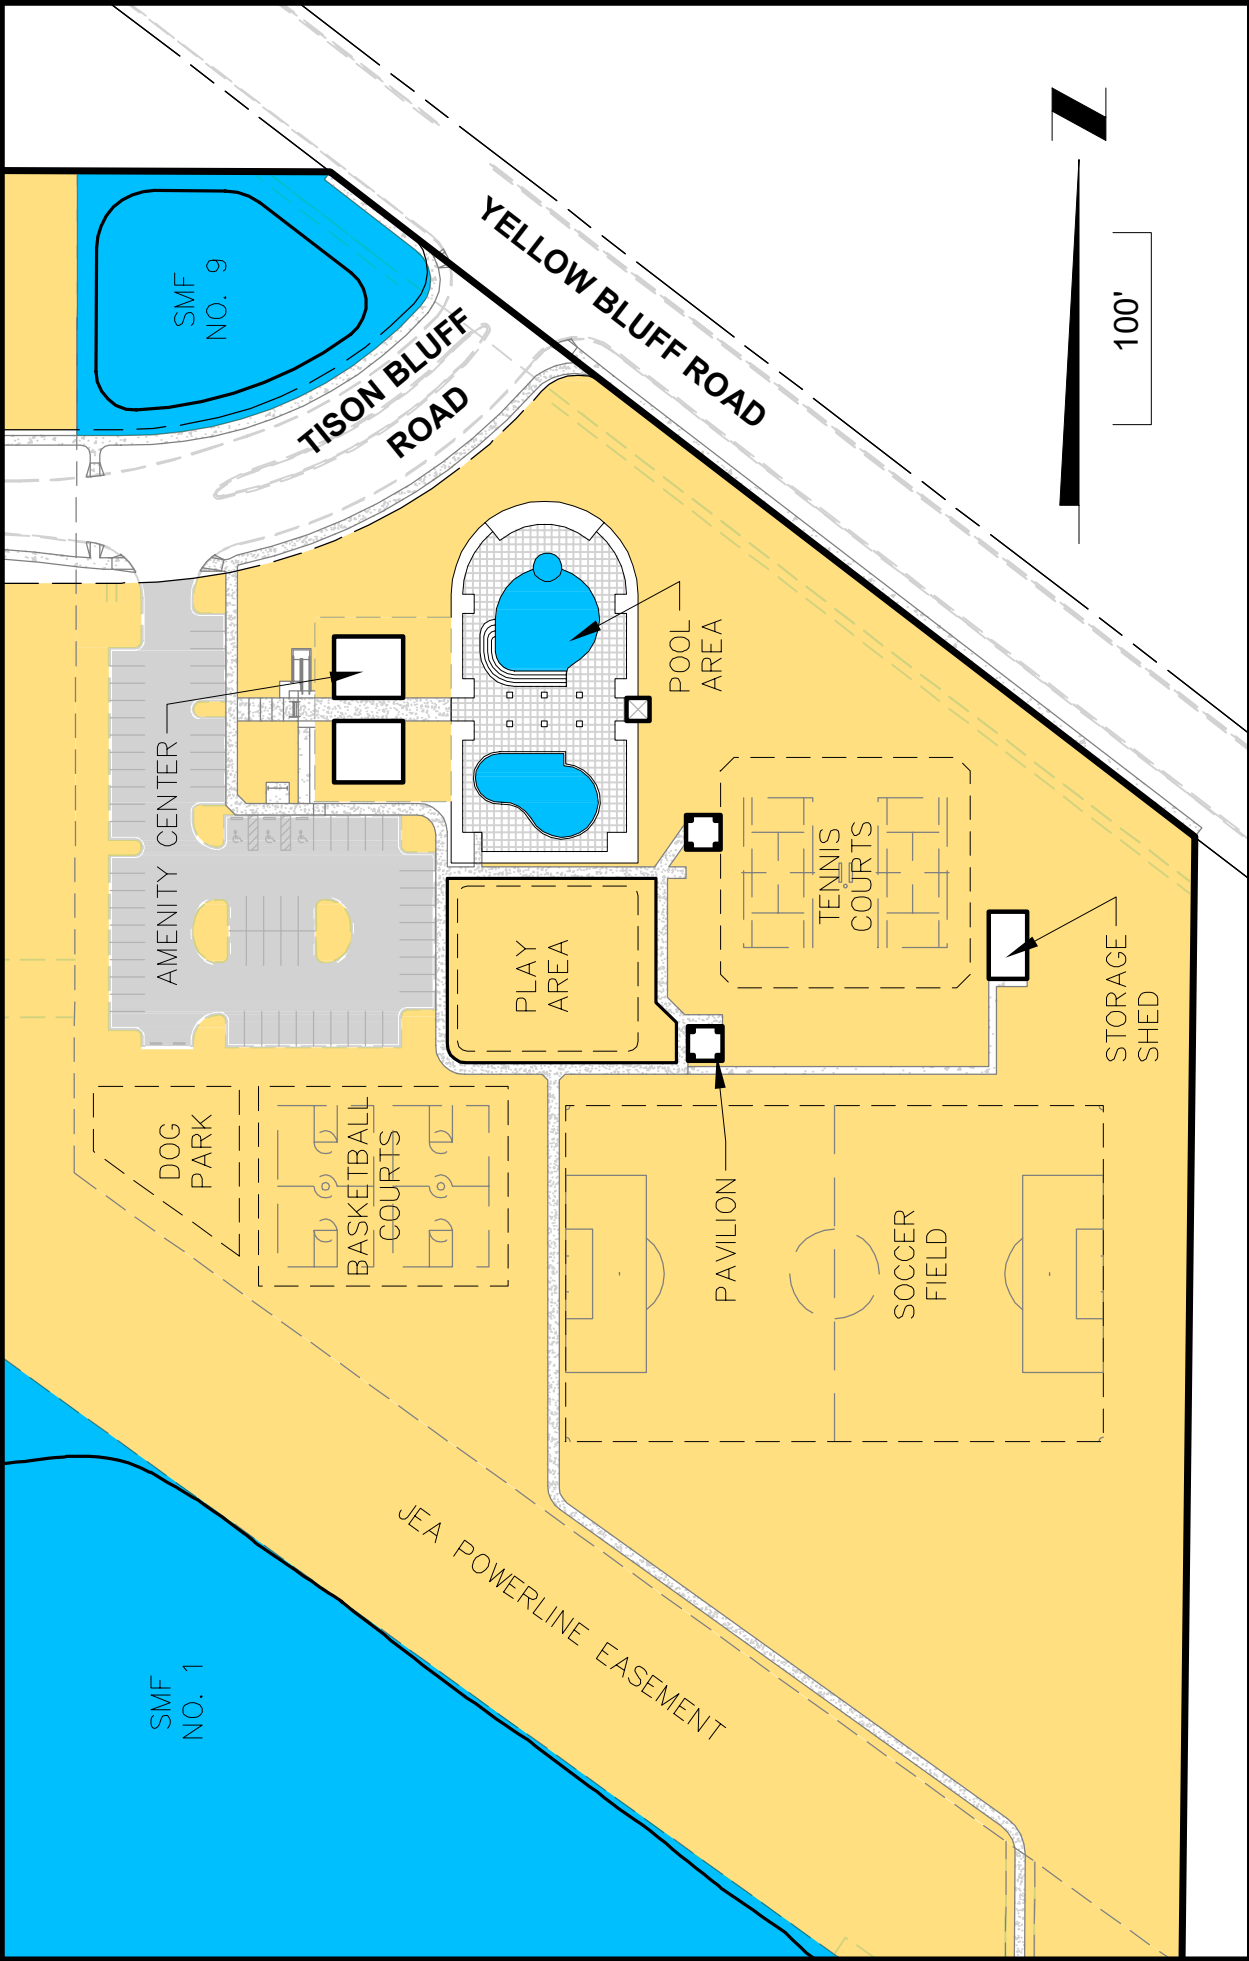 N
100'
SMF
NO. 9
YELLOW BLUFF ROAD
TISON BLUFF
ROAD
POOL
AREA
AMENITY CENTER
TENNIS
COURTS
PLAY
AREA
STORAGE
SHED
DOG
PARK
BASKETBALL
COURTS
PAVILION
SOCCER
FIELD
JEA POWERLINE EASEMENT
SMF
NO. 1